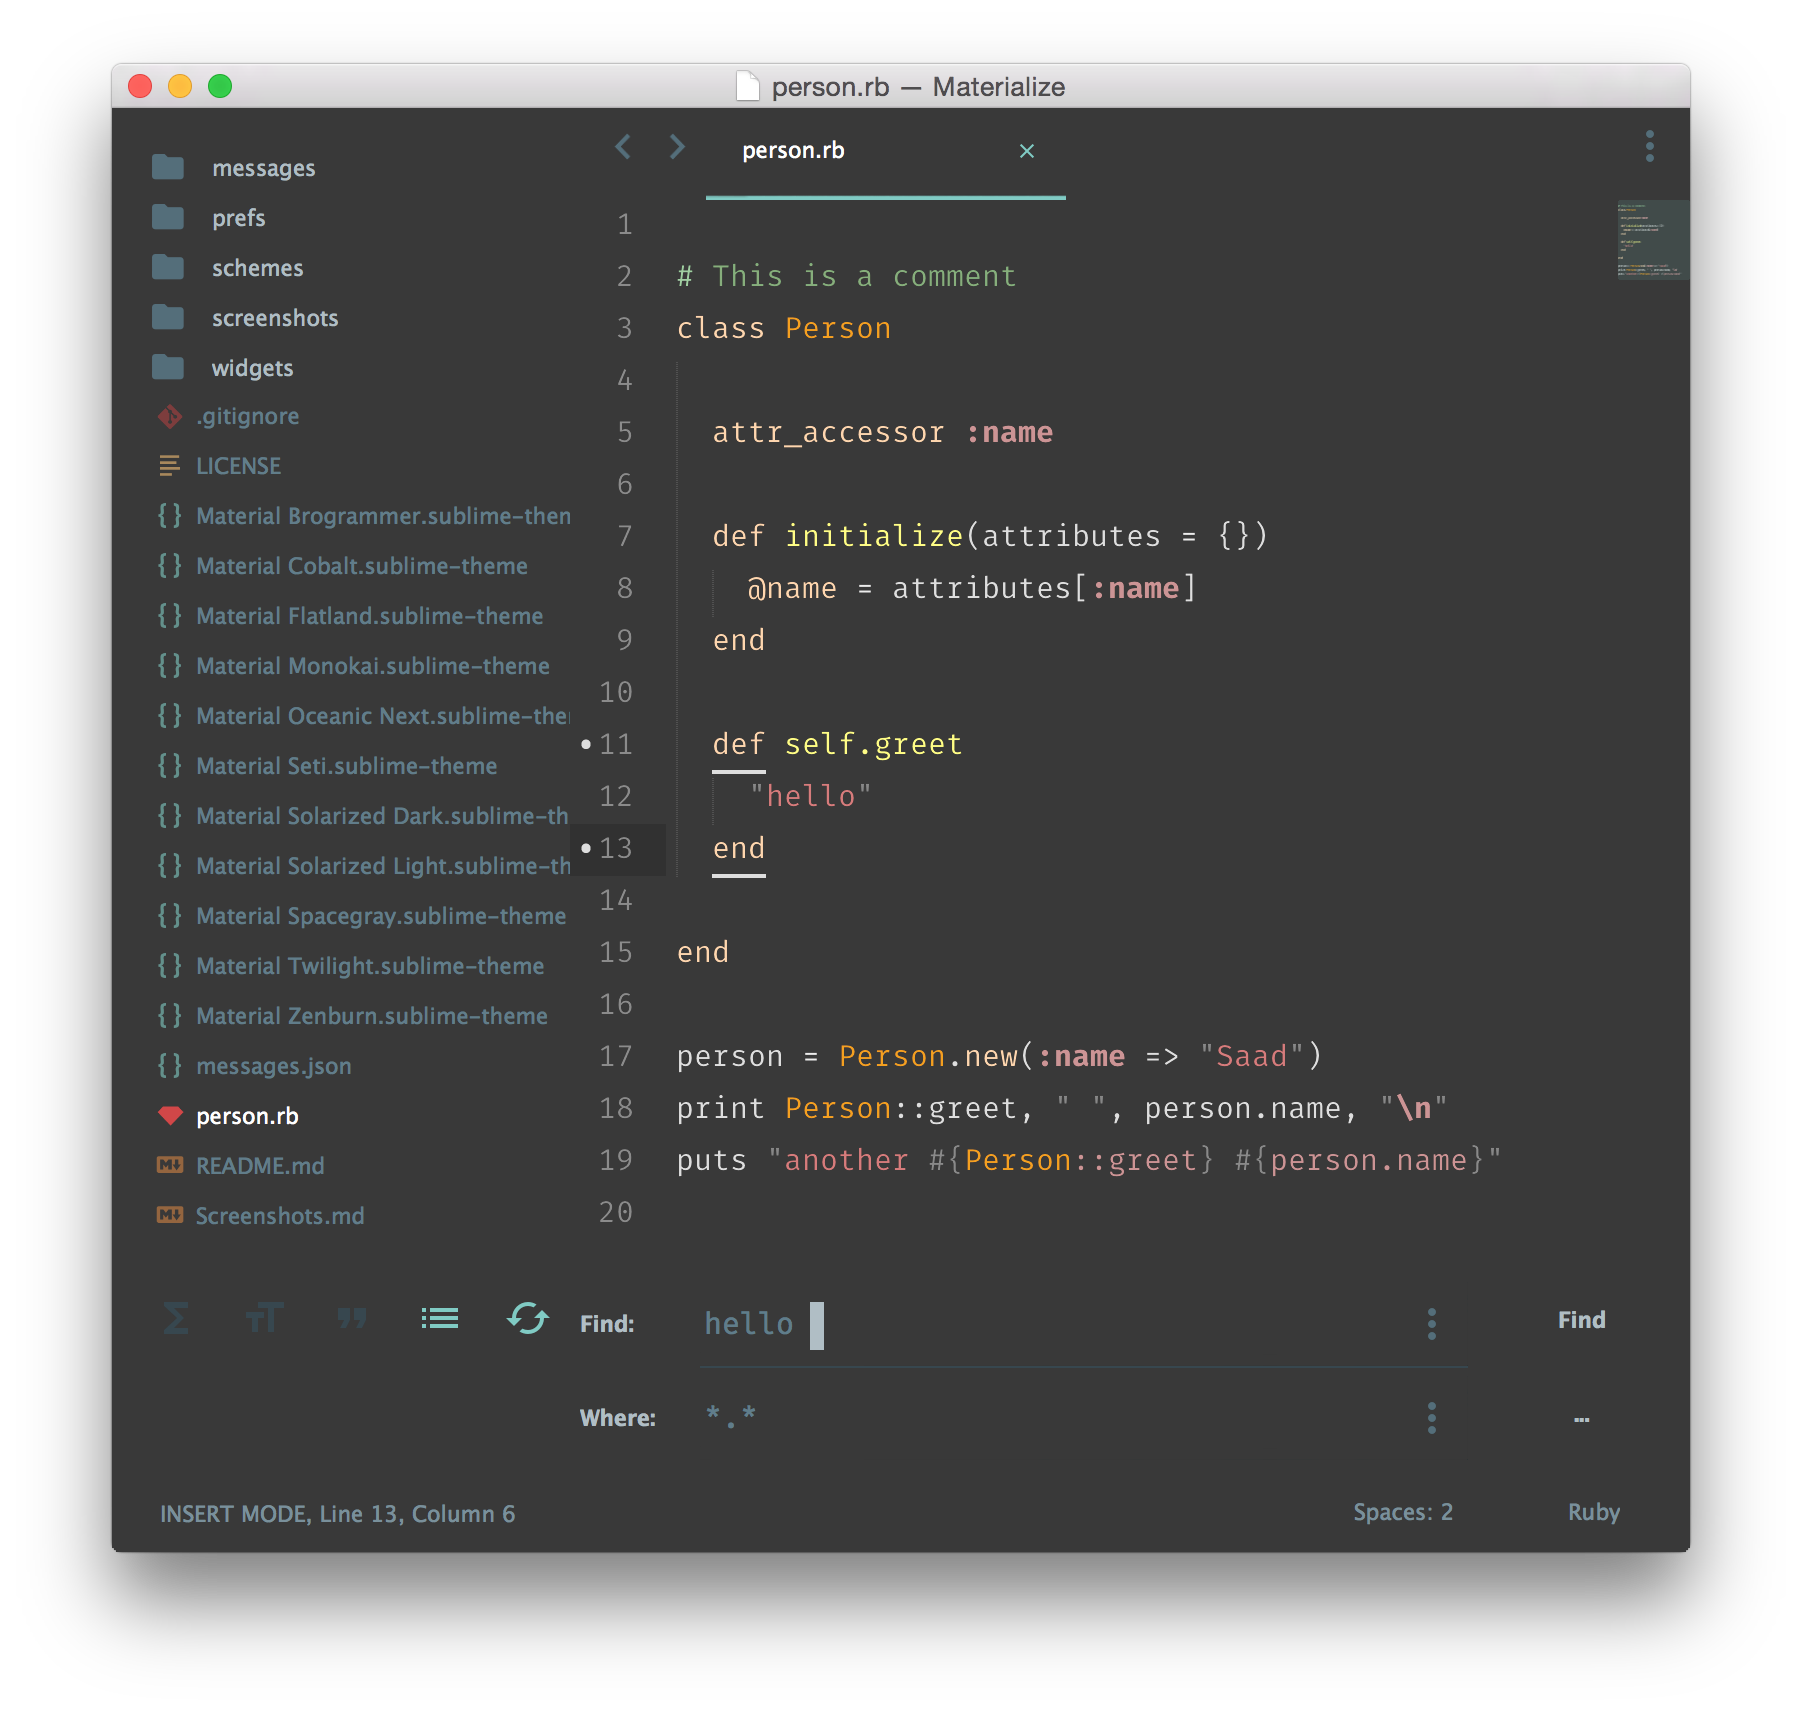 person.rb — Materialize
messages
prefs
schemes
screenshots
widgets
.gitignore
LICENSE
Material Brogrammer.sublime-them
Material Cobalt.sublime-theme
Material Flatland.sublime-theme
Material Monokai.sublime-theme
Material Oceanic Next.sublime-the
Material Seti.sublime-theme
Material Solarized Dark.sublime-th
Material Solarized Light.sublime-th
Material Spacegray.sublime-theme
Material Twilight.sublime-theme
Material Zenburn.sublime-theme
messages.json
person.rb
README.md
Screenshots.md
person.rb ×
1
2 # This is a comment
3 class Person
4
5   attr_accessor :name
6
7   def initialize(attributes = {})
8     @name = attributes[:name]
9   end
10
11   def self.greet
12     "hello"
13   end
14
15 end
16
17 person = Person.new(:name => "Saad")
18 print Person::greet, " ", person.name, "\n"
19 puts "another #{Person::greet} #{person.name}"
20
Find: hello Find
Where: *.* ...
INSERT MODE, Line 13, Column 6 Spaces: 2 Ruby